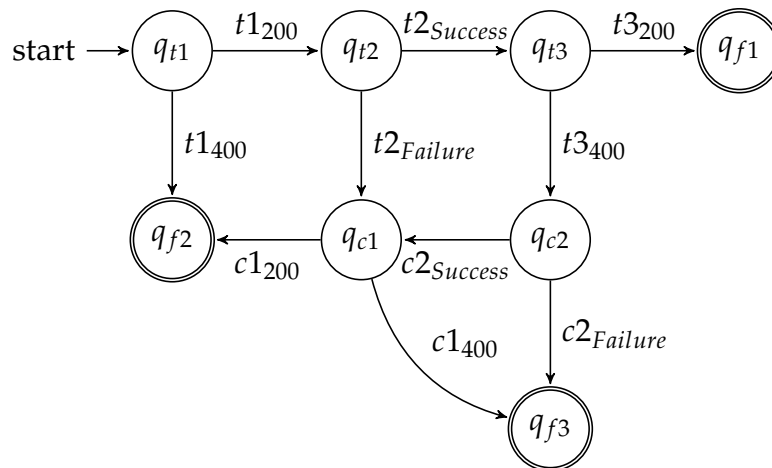 start q_{t1} t1_{200} q_{t2} t2_{Success} q_{t3} t3_{200} q_{f1}
t1_{400} t2_{Failure} t3_{400}
q_{f2} c1_{200} q_{c1} c2_{Success} q_{c2}
c1_{400} c2_{Failure}
q_{f3}